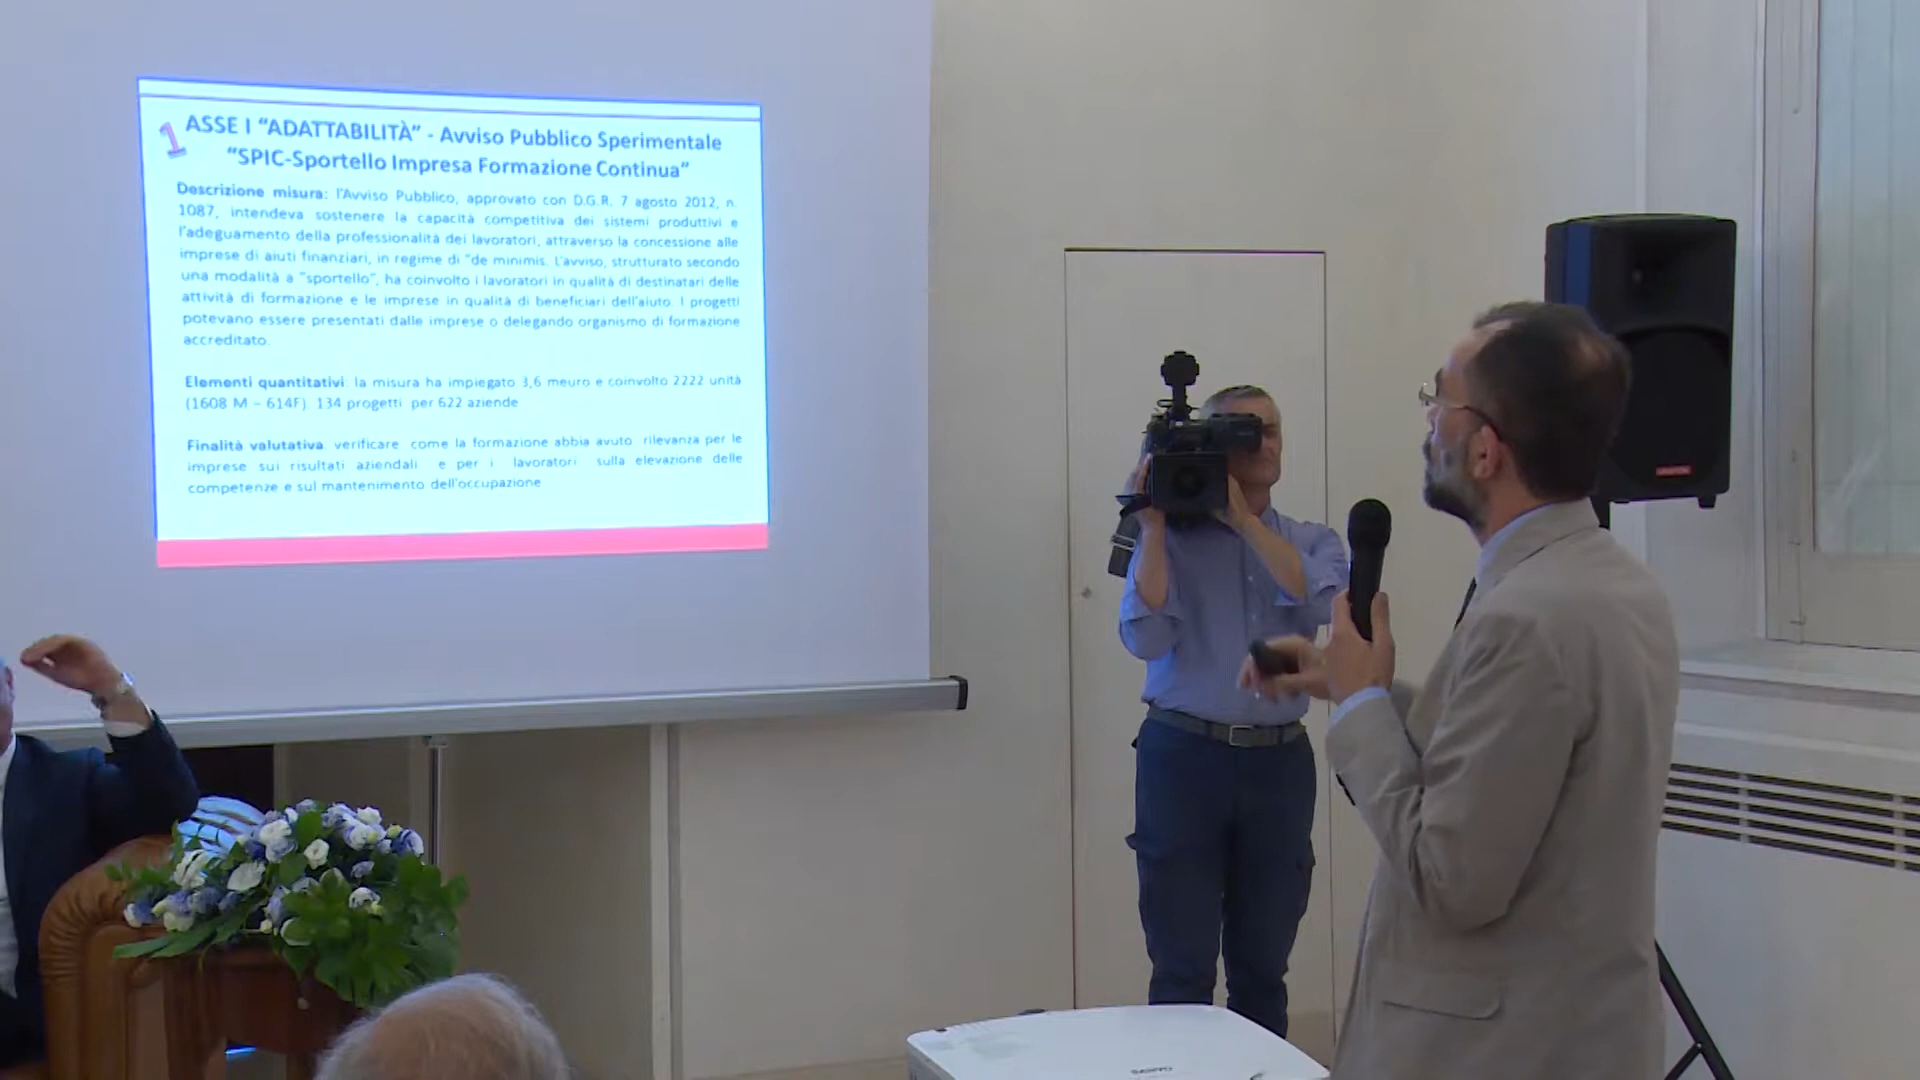 1 ASSE I “ADATTABILITÀ” - Avviso Pubblico Sperimentale
“SPIC-Sportello Impresa Formazione Continua”
Descrizione misura: l’Avviso Pubblico, approvato con D.G.R. 7 agosto 2012, n.
1087, intendeva sostenere la capacità competitiva dei sistemi produttivi e
l’adeguamento della professionalità dei lavoratori, attraverso la concessione alle
imprese di aiuti finanziari, in regime di “de minimis. L’avviso, strutturato secondo
una modalità a “sportello”, ha coinvolto i lavoratori in qualità di destinatari delle
attività di formazione e le imprese in qualità di beneficiari dell’aiuto. I progetti
potevano essere presentati dalle imprese o delegando organismo di formazione
accreditato.
Elementi quantitativi: la misura ha impiegato 3,6 meuro e coinvolto 2222 unità
(1608 M – 614F). 134 progetti per 622 aziende
Finalità valutativa: verificare come la formazione abbia avuto rilevanza per le
imprese sui risultati aziendali e per i lavoratori sulla elevazione delle
competenze e sul mantenimento dell’occupazione
SANYO